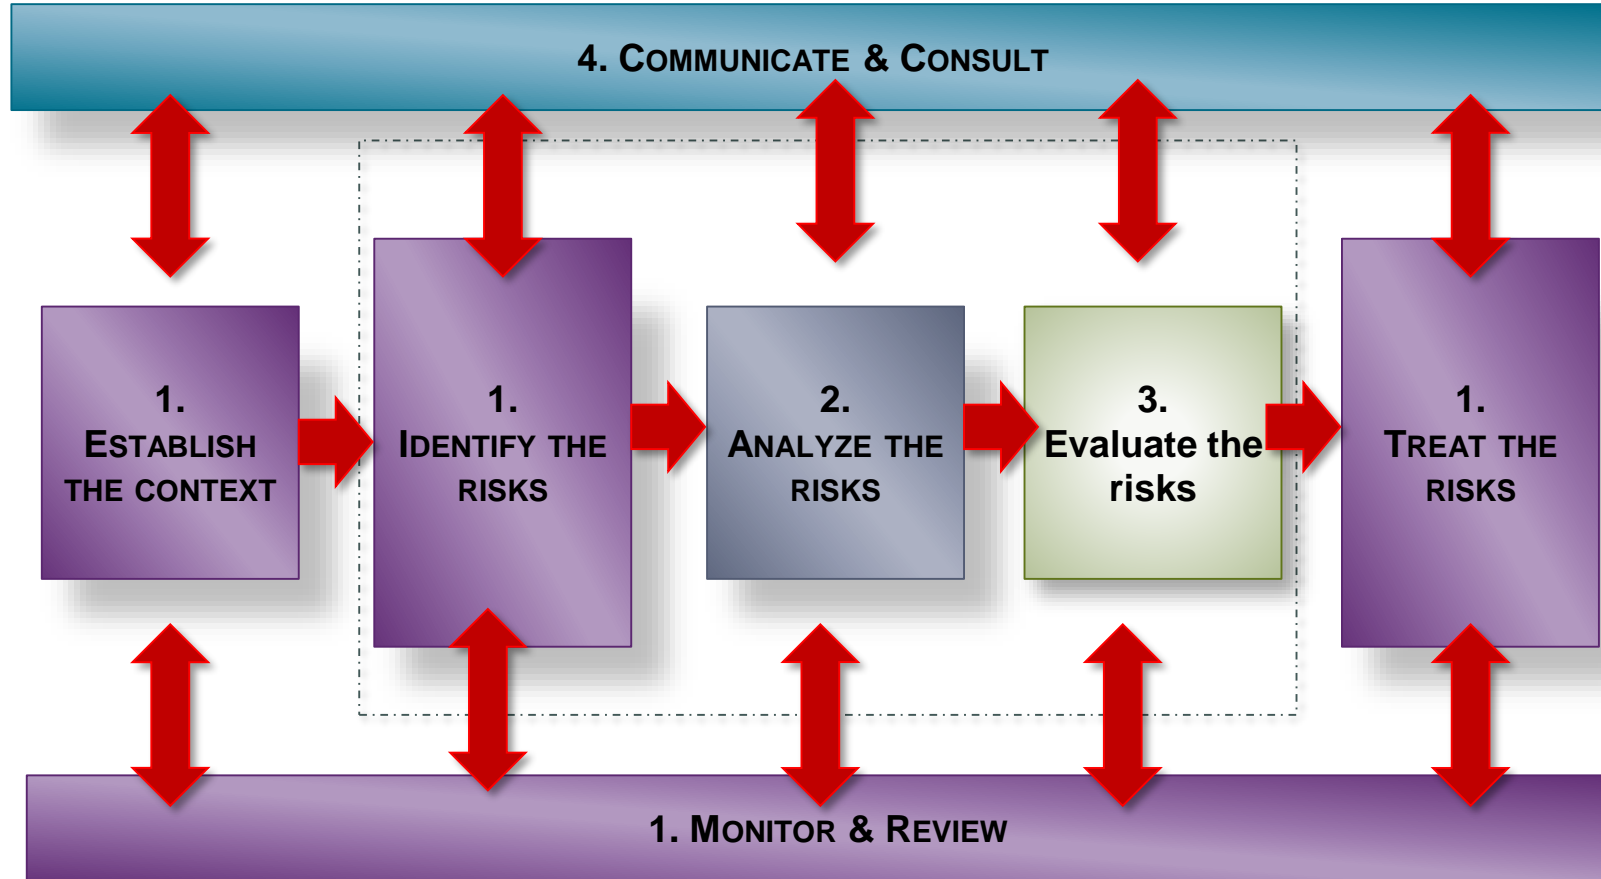 4. COMMUNICATE & CONSULT
1.
ESTABLISH
THE CONTEXT
1.
IDENTIFY THE
RISKS
2.
ANALYZE THE
RISKS
3.
Evaluate the
risks
1.
TREAT THE
RISKS
1. MONITOR & REVIEW